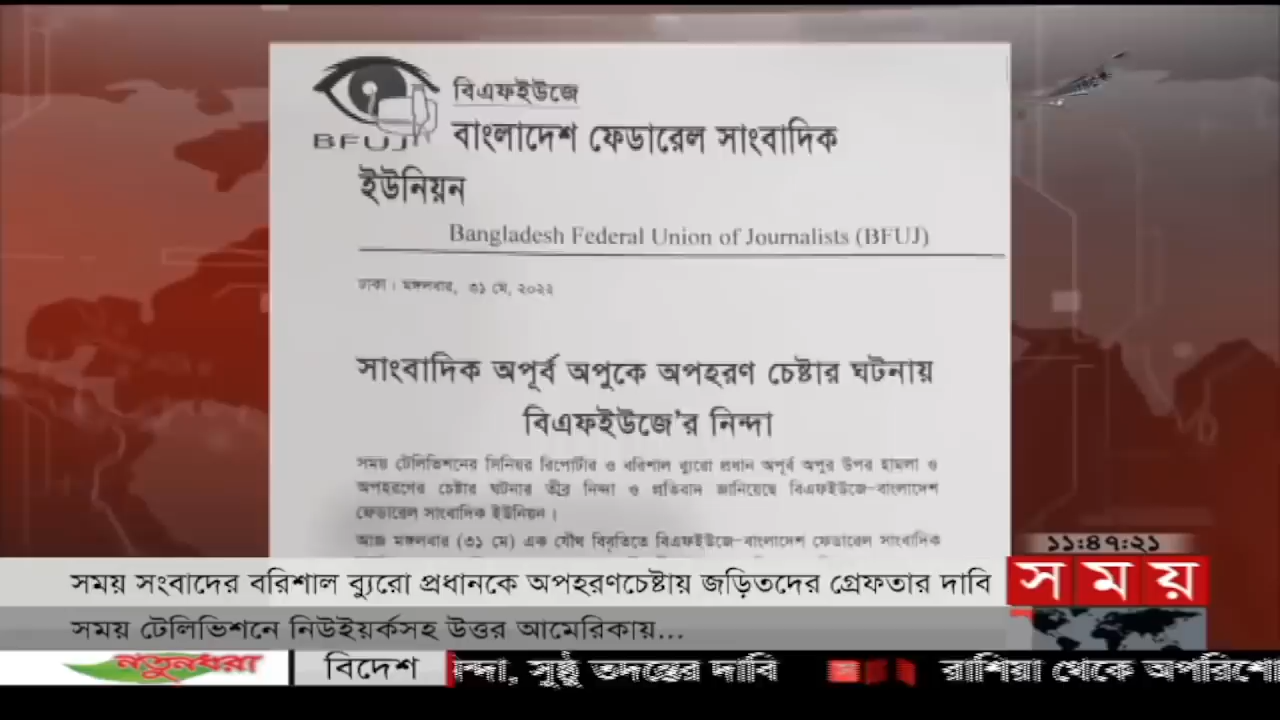 বিএফইউজে
BFUJ
বাংলাদেশ ফেডারেল সাংবাদিক
ইউনিয়ন
Bangladesh Federal Union of Journalists (BFUJ)
ঢাকা। মঙ্গলবার, ৩১ মে, ২০২২
সাংবাদিক অপূর্ব অপুকে অপহরণ চেষ্টার ঘটনায়
বিএফইউজে'র নিন্দা
সময় টেলিভিশনের সিনিয়র রিপোর্টার ও বরিশাল ব্যুরো প্রধান অপূর্ব অপুর উপর হামলা ও
অপহরণের চেষ্টার ঘটনার তীব্র নিন্দা ও প্রতিবাদ জানিয়েছে বিএফইউজে-বাংলাদেশ
ফেডারেল সাংবাদিক ইউনিয়ন।
আজ মঙ্গলবার (৩১ মে) এক যৌথ বিবৃতিতে বিএফইউজে-বাংলাদেশ ফেডারেল সাংবাদিক
১১:৪৭:২১
সময় সংবাদের বরিশাল ব্যুরো প্রধানকে অপহরণচেষ্টায় জড়িতদের গ্রেফতার দাবি
সময়
সময় টেলিভিশনে নিউইয়র্কসহ উত্তর আমেরিকায়...
নতুনধরা
বিদেশ
ন্দা, সুষ্ঠু তদন্তের দাবি
রাশিয়া থেকে অপরিশো